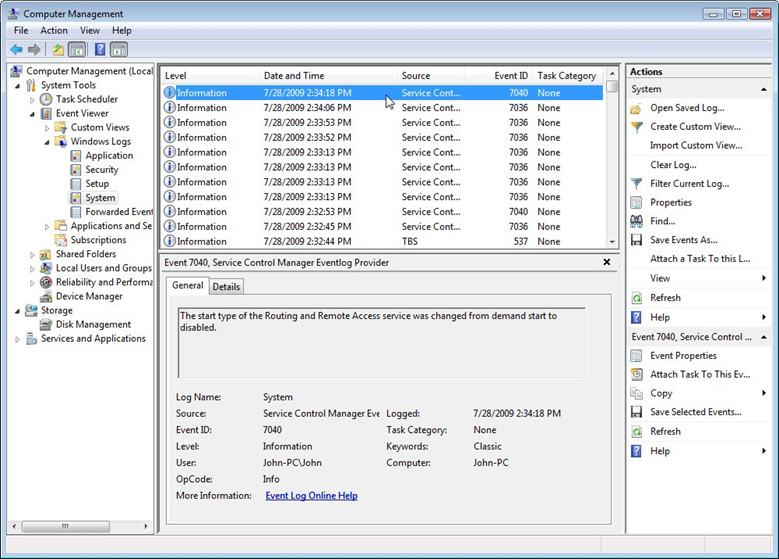 Computer Management
File Action View Help
Computer Management (Local
System Tools
Task Scheduler
Event Viewer
Custom Views
Windows Logs
Application
Security
Setup
System
Forwarded Event
Applications and Se
Subscriptions
Shared Folders
Local Users and Groups
Reliability and Performa
Device Manager
Storage
Disk Management
Services and Applications
Level Date and Time Source Event ID Task Category
Information 7/28/2009 2:34:18 PM Service Cont... 7040 None
Information 7/28/2009 2:34:06 PM Service Cont... 7036 None
Information 7/28/2009 2:33:53 PM Service Cont... 7036 None
Information 7/28/2009 2:33:52 PM Service Cont... 7036 None
Information 7/28/2009 2:33:13 PM Service Cont... 7036 None
Information 7/28/2009 2:33:13 PM Service Cont... 7036 None
Information 7/28/2009 2:33:13 PM Service Cont... 7036 None
Information 7/28/2009 2:33:13 PM Service Cont... 7036 None
Information 7/28/2009 2:32:53 PM Service Cont... 7040 None
Information 7/28/2009 2:32:45 PM Service Cont... 7036 None
Information 7/28/2009 2:32:44 PM TBS 537 None
Event 7040, Service Control Manager Eventlog Provider
General Details
The start type of the Routing and Remote Access service was changed from demand start to
disabled.
Log Name: System
Source: Service Control Manager Eve Logged: 7/28/2009 2:34:18 PM
Event ID: 7040 Task Category: None
Level: Information Keywords: Classic
User: John-PC\John Computer: John-PC
OpCode: Info
More Information: Event Log Online Help
Actions
System
Open Saved Log...
Create Custom View...
Import Custom View...
Clear Log...
Filter Current Log...
Properties
Find...
Save Events As...
Attach a Task To this L...
View
Refresh
Help
Event 7040, Service Control ...
Event Properties
Attach Task To This Ev...
Copy
Save Selected Events...
Refresh
Help